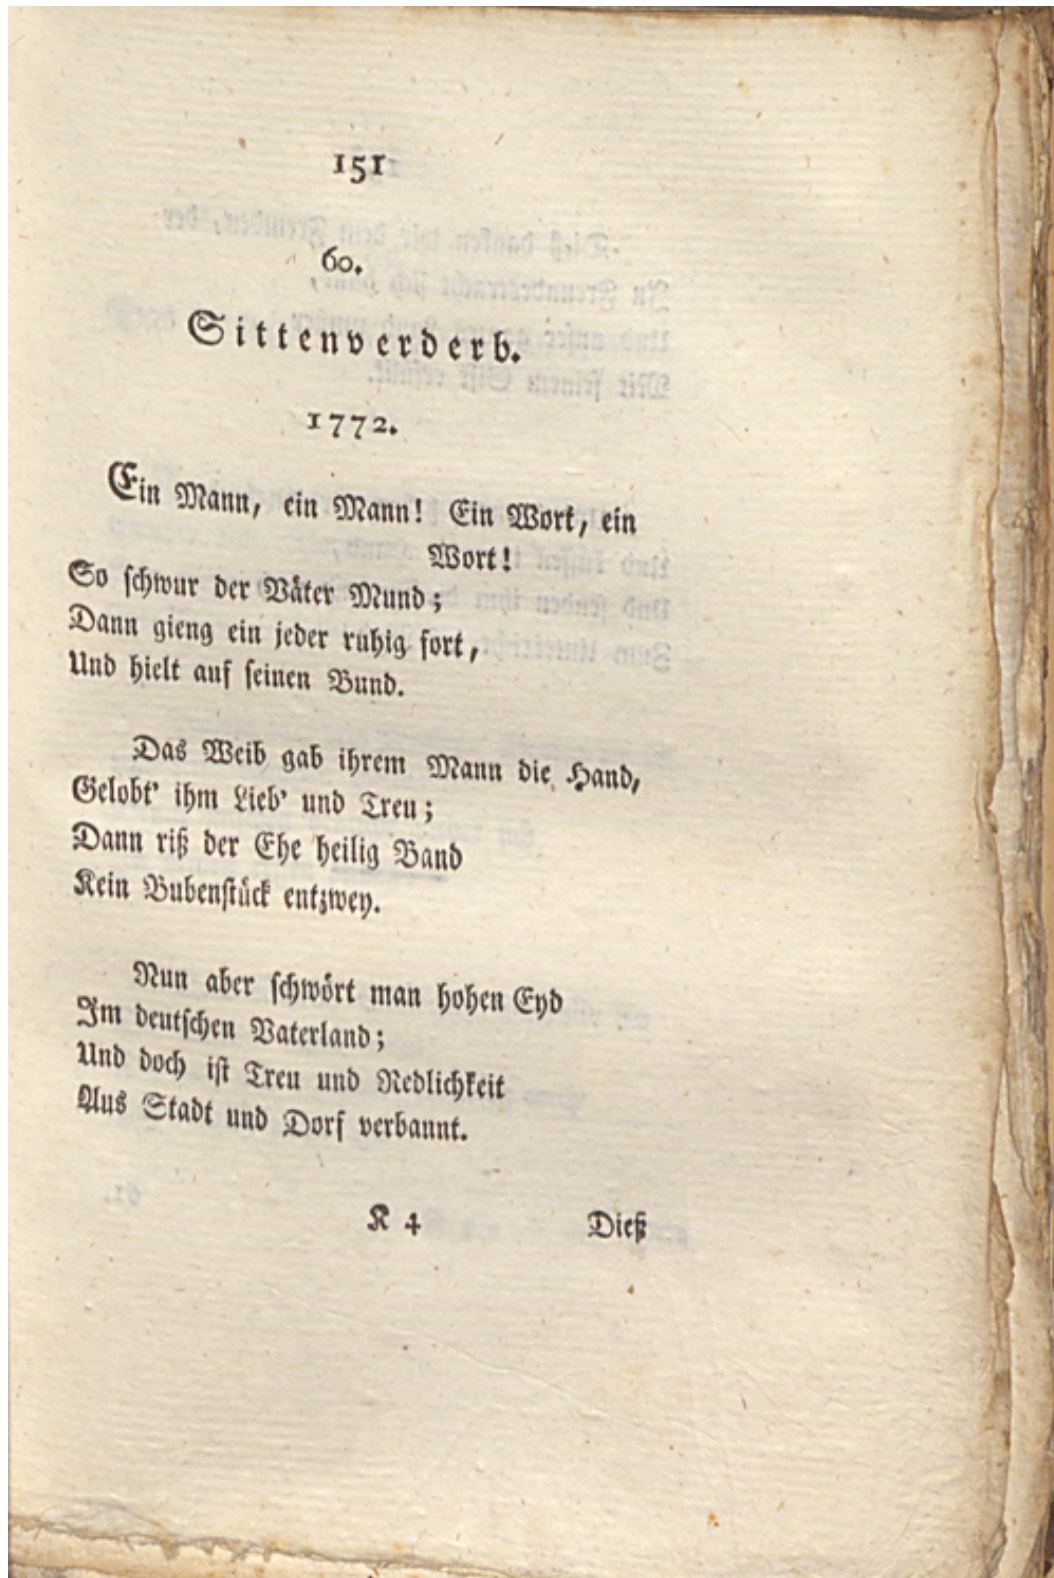 151
60.
Sittenverderb.
1772.
Ein Mann, ein Mann! Ein Wort, ein
Wort!
So schwur der Väter Mund;
Dann gieng ein jeder ruhig fort,
Und hielt auf seinen Bund.
Das Weib gab ihrem Mann die Hand,
Gelobt' ihm Lieb' und Treu;
Dann riß der Ehe heilig Band
Kein Bubenstück entzwey.
Nun aber schwört man hohen Eyd
Im deutschen Vaterland;
Und doch ist Treu und Redlichkeit
Aus Stadt und Dorf verbannt.
K 4 Dieß